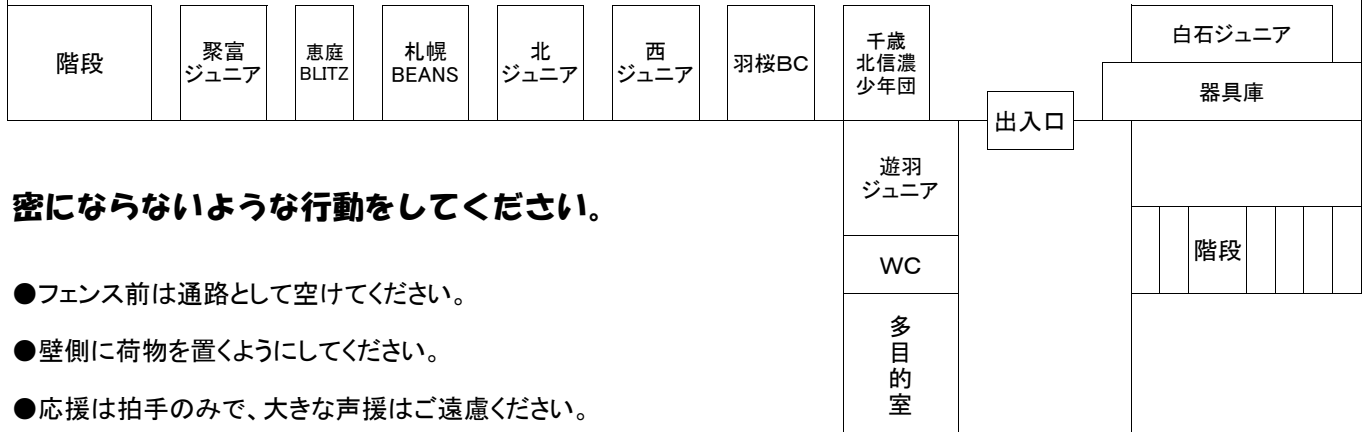 階段
聚富
ジュニア
恵庭
BLITZ
札幌
BEANS
北
ジュニア
西
ジュニア
羽桜BC
千歳
北信濃
少年団
白石ジュニア
器具庫
出入口
遊羽
ジュニア
密にならないような行動をしてください。
階段
WC
●フェンス前は通路として空けてください。
多目的室
●壁側に荷物を置くようにしてください。
●応援は拍手のみで、大きな声援はご遠慮ください。